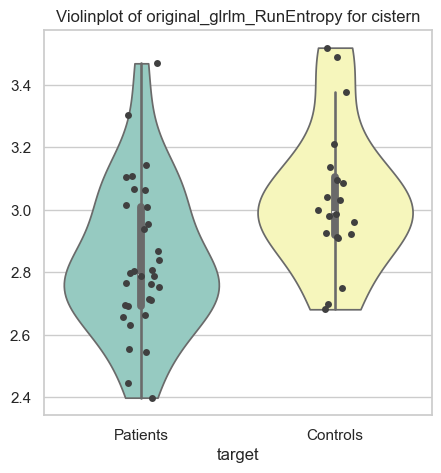 Violinplot of original_glrlm_RunEntropy for cistern
3.4
3.2
3.0
2.8
2.6
2.4
Patients
Controls
target